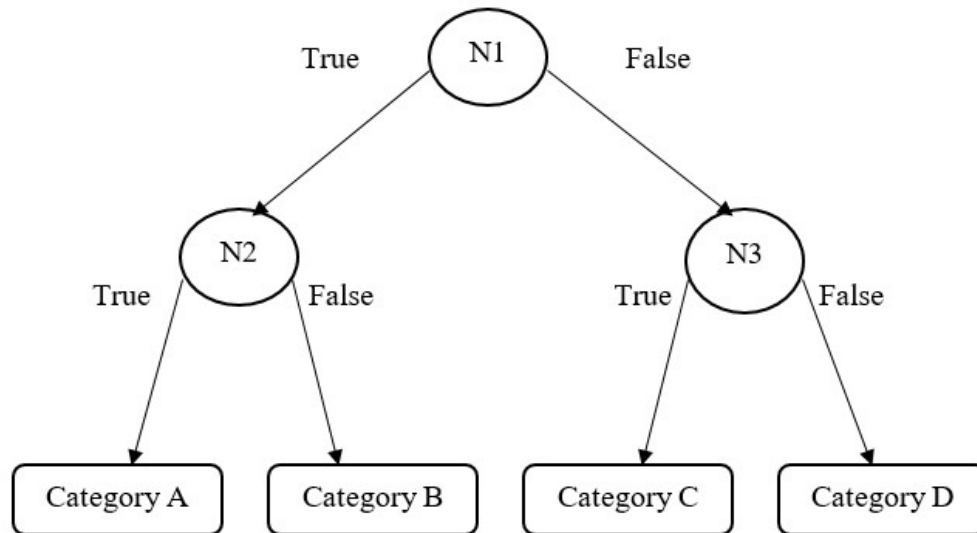 N1
True
False
N2
N3
True
False
True
False
Category A
Category B
Category C
Category D